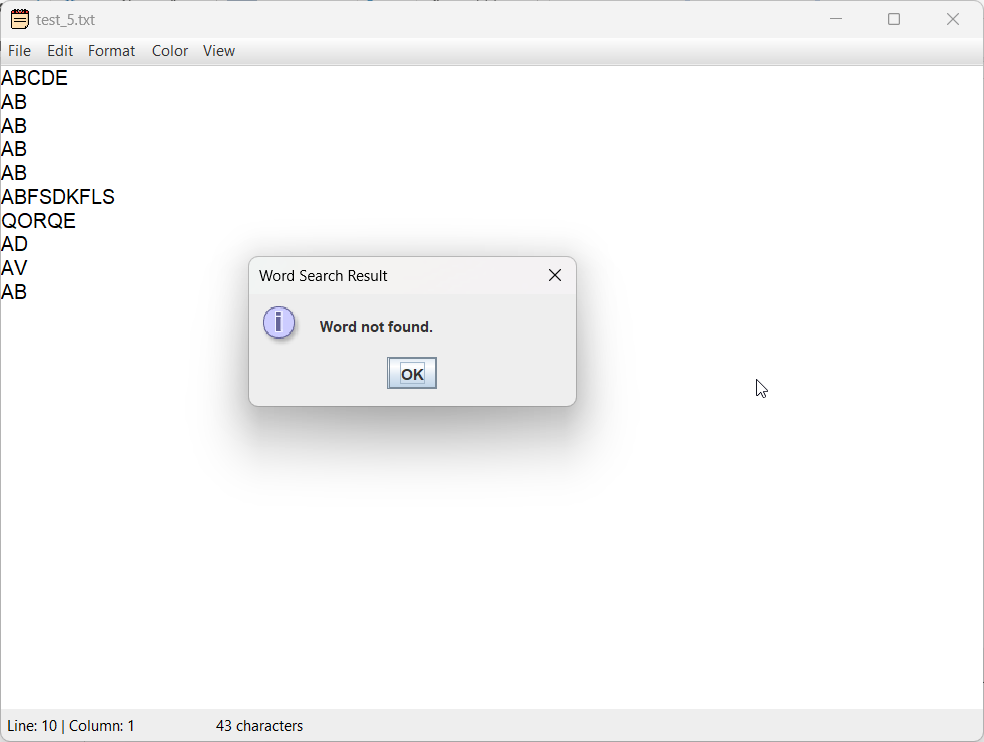 test_5.txt
File Edit Format Color View
ABCDE
AB
AB
AB
AB
ABFSDKFLS
QORQE
AD
AV
AB
Word Search Result
i
Word not found.
OK
Line: 10 | Column: 1 43 characters